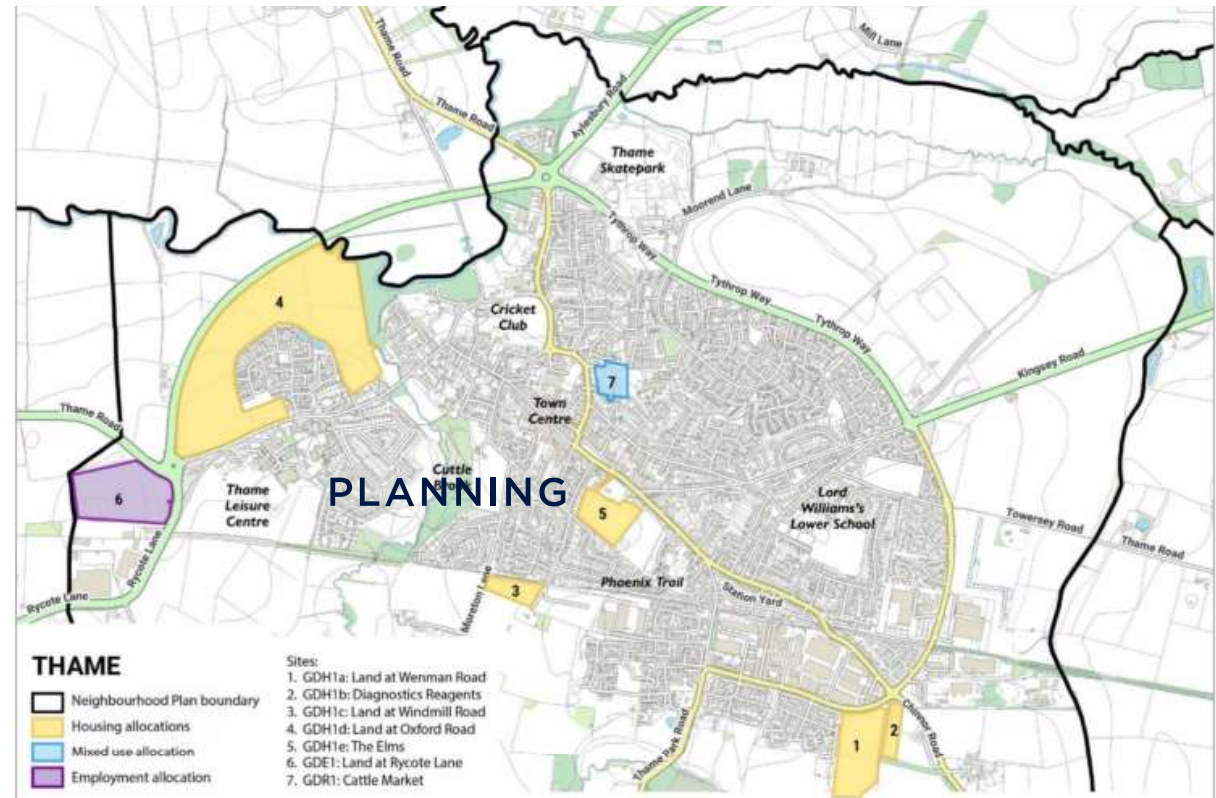 Mill Lane
Thame Road
Aylesbury Road
Thame Road
Thame
Skatepark
Moorend Lane
Tythrop Way
Tythrop Way
Tythrop Way
4
Cricket
Club
Kingsey Road
7
Town
Centre
Thame Road
Cuttle
PLANNING
6
Thame
Leisure
Centre
5
Lord
Williams's
Lower School
Towersey Road
Thame Road
Rycote Lane
Rycote Lane
Moreton Lane
3
Phoenix Trail
Station Yard
Thame Park Road
Chinnor Road
1
2
THAME
Neighbourhood Plan boundary
Housing allocations
Mixed use allocation
Employment allocation
Sites:
1. GDH1a: Land at Wenman Road
2. GDH1b: Diagnostics Reagents
3. GDH1c: Land at Windmill Road
4. GDH1d: Land at Oxford Road
5. GDH1e: The Elms
6. GDE1: Land at Rycote Lane
7. GDR1: Cattle Market